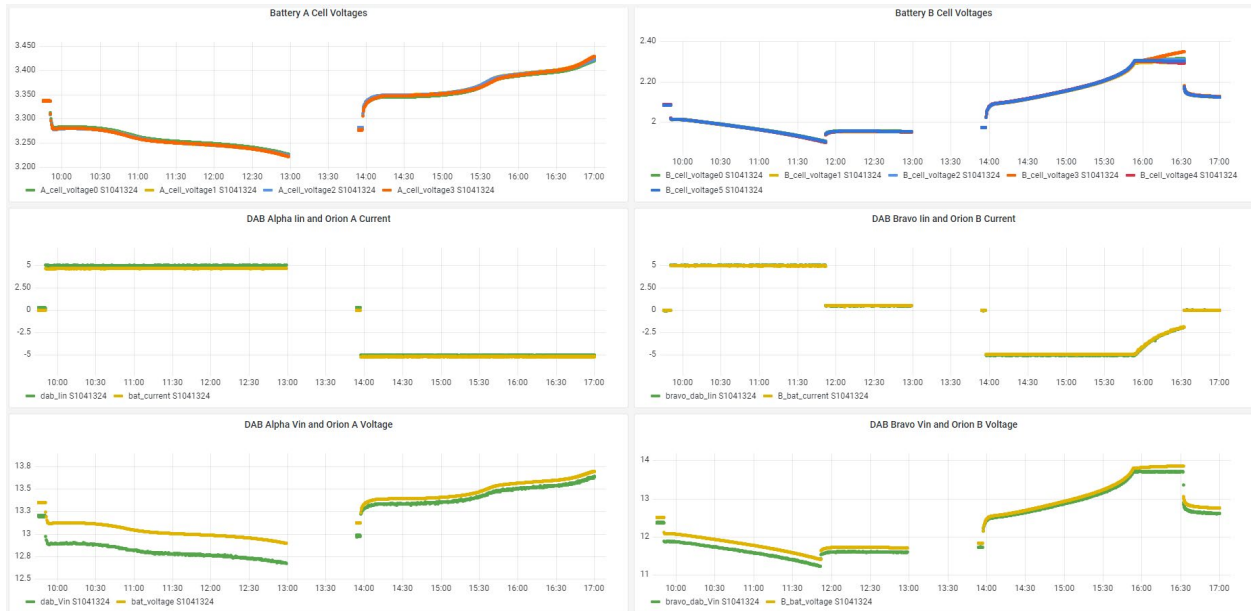 Battery A Cell Voltages
3.450
3.400
3.350
3.300
3.250
3.200
10:00 10:30 11:00 11:30 12:00 12:30 13:00 13:30 14:00 14:30 15:00 15:30 16:00 16:30 17:00
A_cell_voltage0 S1041324 A_cell_voltage1 S1041324 A_cell_voltage2 S1041324 A_cell_voltage3 S1041324
Battery B Cell Voltages
2.40
2.20
2
10:00 10:30 11:00 11:30 12:00 12:30 13:00 13:30 14:00 14:30 15:00 15:30 16:00 16:30 17:00
B_cell_voltage0 S1041324 B_cell_voltage1 S1041324 B_cell_voltage2 S1041324 B_cell_voltage3 S1041324 B_cell_voltage4 S1041324
B_cell_voltage5 S1041324
DAB Alpha Iin and Orion A Current
5
2.50
0
-2.5
-5
10:00 10:30 11:00 11:30 12:00 12:30 13:00 13:30 14:00 14:30 15:00 15:30 16:00 16:30 17:00
dab_Iin S1041324 bat_current S1041324
DAB Bravo Iin and Orion B Current
5
2.50
0
-2.5
-5
10:00 10:30 11:00 11:30 12:00 12:30 13:00 13:30 14:00 14:30 15:00 15:30 16:00 16:30 17:00
bravo_dab_Iin S1041324 B_bat_current S1041324
DAB Alpha Vin and Orion A Voltage
13.8
13.5
13.3
13
12.8
12.5
10:00 10:30 11:00 11:30 12:00 12:30 13:00 13:30 14:00 14:30 15:00 15:30 16:00 16:30 17:00
dab_Vin S1041324 bat_voltage S1041324
DAB Bravo Vin and Orion B Voltage
14
13
12
11
10:00 10:30 11:00 11:30 12:00 12:30 13:00 13:30 14:00 14:30 15:00 15:30 16:00 16:30 17:00
bravo_dab_Vin S1041324 B_bat_voltage S1041324